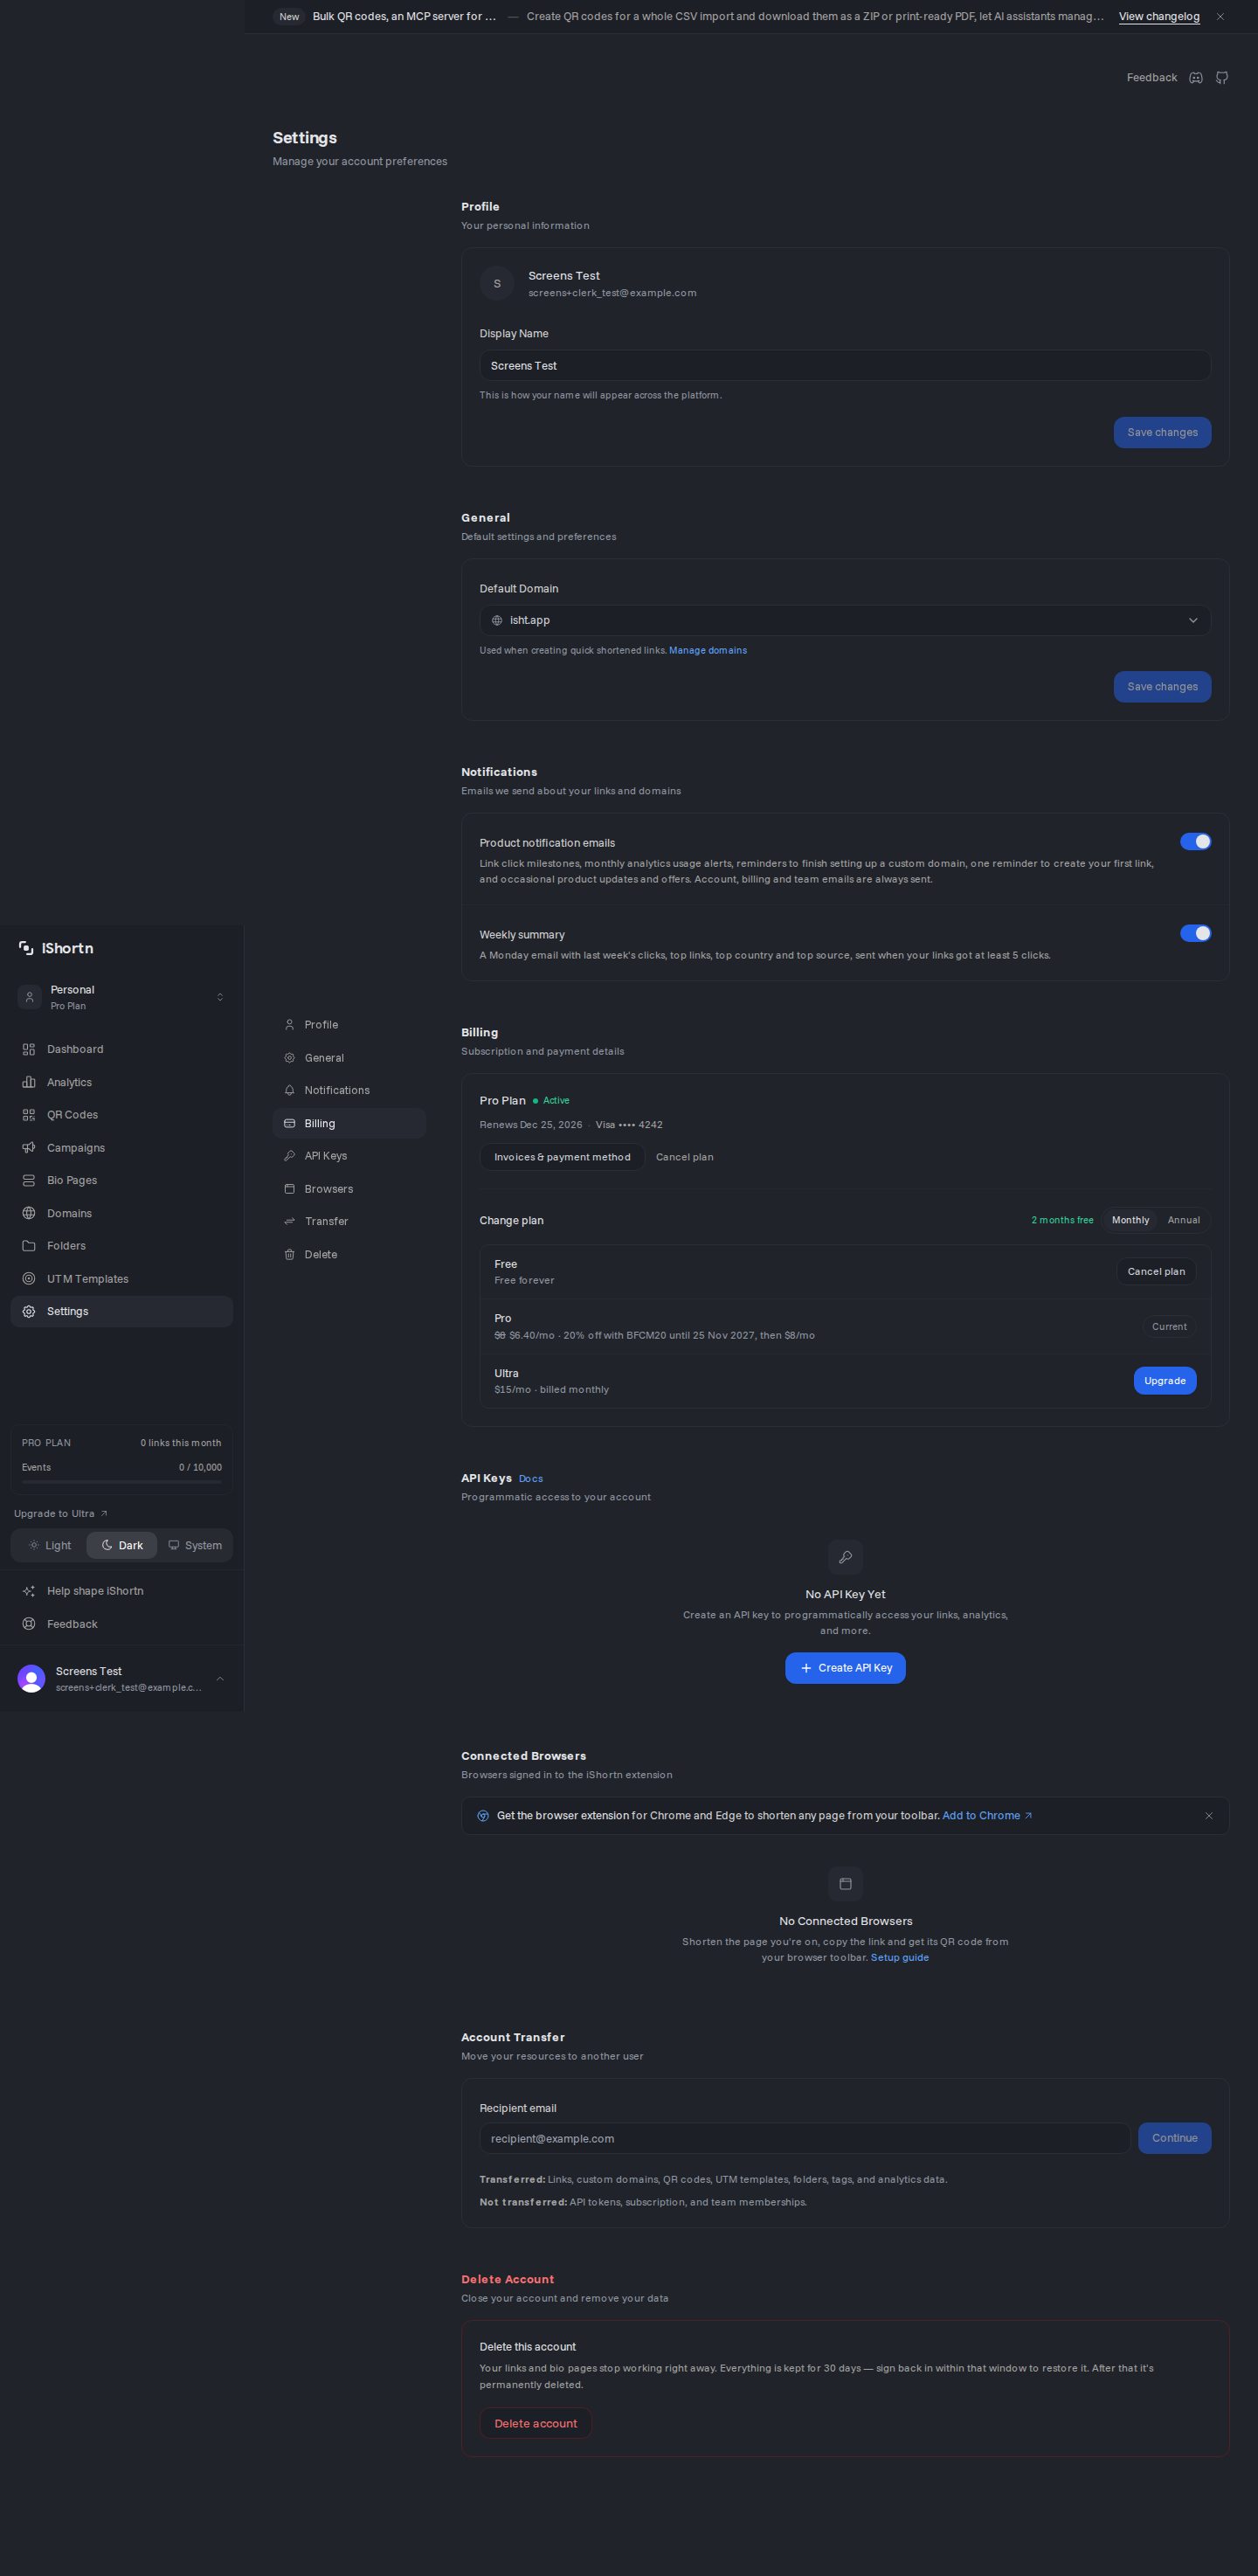 New Bulk QR codes, an MCP server for ... — Create QR codes for a whole CSV import and download them as a ZIP or print-ready PDF, let AI assistants manag... View changelog
Feedback
Settings
Manage your account preferences
Profile
Your personal information
S
Screens Test
screens+clerk_test@example.com
Display Name
Screens Test
This is how your name will appear across the platform.
Save changes
General
Default settings and preferences
Default Domain
isht.app
Used when creating quick shortened links. Manage domains
Save changes
Notifications
Emails we send about your links and domains
Product notification emails
Link click milestones, monthly analytics usage alerts, reminders to finish setting up a custom domain, one reminder to create your first link,
and occasional product updates and offers. Account, billing and team emails are always sent.
Weekly summary
A Monday email with last week's clicks, top links, top country and top source, sent when your links got at least 5 clicks.
IShortn
Personal
Pro Plan
Dashboard
Analytics
QR Codes
Campaigns
Bio Pages
Domains
Folders
UTM Templates
Settings
PRO PLAN 0 links this month
Events 0 / 10,000
Upgrade to Ultra
Light Dark System
Help shape iShortn
Feedback
Screens Test
screens+clerk_test@example.c...
Profile
General
Notifications
Billing
API Keys
Browsers
Transfer
Delete
Billing
Subscription and payment details
Pro Plan Active
Renews Dec 25, 2026 · Visa •••• 4242
Invoices & payment method Cancel plan
Change plan 2 months free Monthly Annual
Free
Free forever
Cancel plan
Pro
$8 $6.40/mo · 20% off with BFCM20 until 25 Nov 2027, then $8/mo
Current
Ultra
$15/mo · billed monthly
Upgrade
API Keys Docs
Programmatic access to your account
No API Key Yet
Create an API key to programmatically access your links, analytics,
and more.
Create API Key
Connected Browsers
Browsers signed in to the iShortn extension
Get the browser extension for Chrome and Edge to shorten any page from your toolbar. Add to Chrome
No Connected Browsers
Shorten the page you're on, copy the link and get its QR code from
your browser toolbar. Setup guide
Account Transfer
Move your resources to another user
Recipient email
recipient@example.com Continue
Transferred: Links, custom domains, QR codes, UTM templates, folders, tags, and analytics data.
Not transferred: API tokens, subscription, and team memberships.
Delete Account
Close your account and remove your data
Delete this account
Your links and bio pages stop working right away. Everything is kept for 30 days — sign back in within that window to restore it. After that it's
permanently deleted.
Delete account